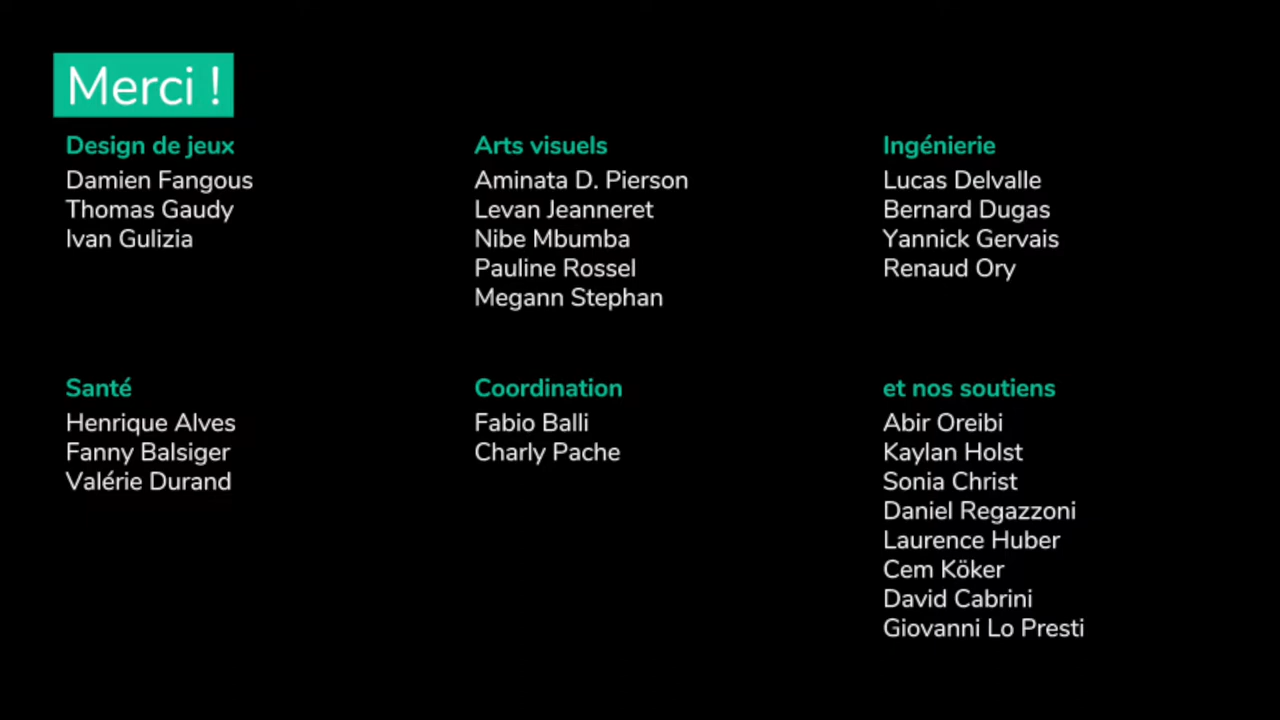 Merci !
Design de jeux
Damien Fangous
Thomas Gaudy
Ivan Gulizia
Arts visuels
Aminata D. Pierson
Levan Jeanneret
Nibe Mbumba
Pauline Rossel
Megann Stephan
Ingénierie
Lucas Delvalle
Bernard Dugas
Yannick Gervais
Renaud Ory
Santé
Henrique Alves
Fanny Balsiger
Valérie Durand
Coordination
Fabio Balli
Charly Pache
et nos soutiens
Abir Oreibi
Kaylan Holst
Sonia Christ
Daniel Regazzoni
Laurence Huber
Cem Köker
David Cabrini
Giovanni Lo Presti